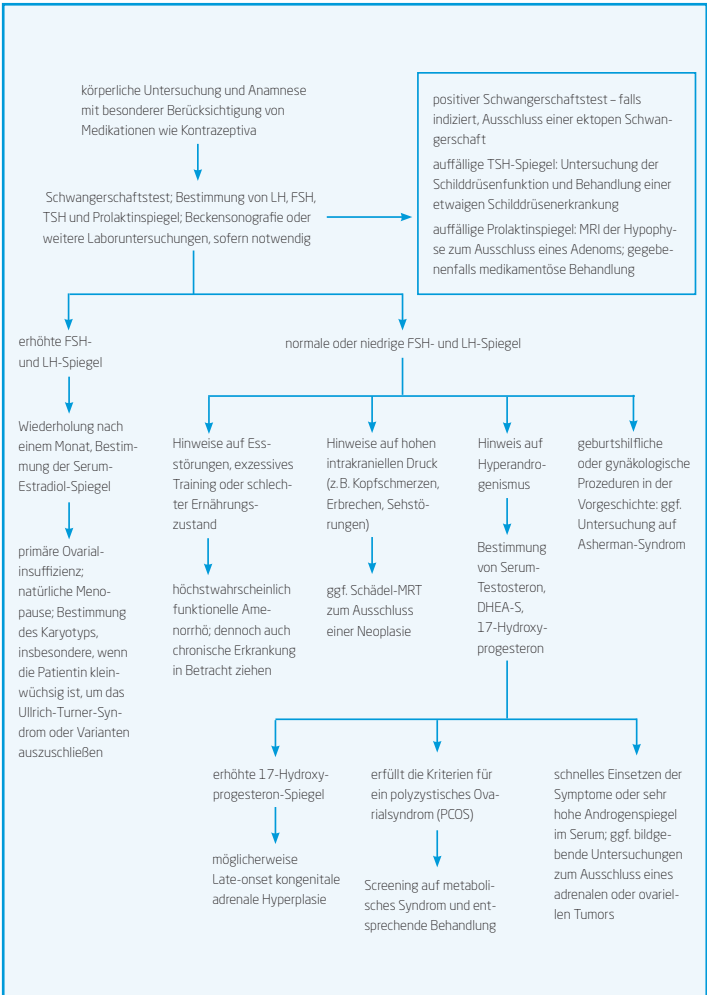 körperliche Untersuchung und Anamnese
mit besonderer Berücksichtigung von
Medikationen wie Kontrazeptiva
Schwangerschaftstest; Bestimmung von LH, FSH,
TSH und Prolaktinspiegel; Beckensonografie oder
weitere Laboruntersuchungen, sofern notwendig
positiver Schwangerschaftstest – falls
indiziert, Ausschluss einer ektopen Schwan-
gerschaft
auffällige TSH-Spiegel: Untersuchung der
Schilddrüsenfunktion und Behandlung einer
etwaigen Schilddrüsenerkrankung
auffällige Prolaktinspiegel: MRI der Hypophy-
se zum Ausschluss eines Adenoms; gegebe-
nenfalls medikamentöse Behandlung
erhöhte FSH-
und LH-Spiegel
normale oder niedrige FSH- und LH-Spiegel
Wiederholung nach
einem Monat, Bestim-
mung der Serum-
Estradiol-Spiegel
primäre Ovarial-
insuffizienz;
natürliche Meno-
pause; Bestimmung
des Karyotyps,
insbesondere, wenn
die Patientin klein-
wüchsig ist, um das
Ullrich-Turner-Syn-
drom oder Varianten
auszuschließen
Hinweise auf Ess-
störungen, exzessives
Training oder schlech-
ter Ernährungs-
zustand
höchstwahrscheinlich
funktionelle Ame-
norrhö; dennoch auch
chronische Erkrankung
in Betracht ziehen
Hinweise auf hohen
intrakraniellen Druck
(z. B. Kopfschmerzen,
Erbrechen, Sehstö-
rungen)
ggf. Schädel-MRT
zum Ausschluss
einer Neoplasie
Hinweis auf
Hyperandro-
genismus
Bestimmung
von Serum-
Testosteron,
DHEA-S,
17-Hydroxy-
progesteron
geburtshilfliche
oder gynäkologische
Prozeduren in der
Vorgeschichte: ggf.
Untersuchung auf
Asherman-Syndrom
erhöhte 17-Hydroxy-
progesteron-Spiegel
möglicherweise
Late-onset kongenitale
adrenale Hyperplasie
erfüllt die Kriterien für
ein polyzystisches Ova-
rialsyndrom (PCOS)
Screening auf metaboli-
sches Syndrom und ent-
sprechende Behandlung
schnelles Einsetzen der
Symptome oder sehr
hohe Androgenspiegel
im Serum; ggf. bildge-
bende Untersuchungen
zum Ausschluss eines
adrenalen oder ovariel-
len Tumors